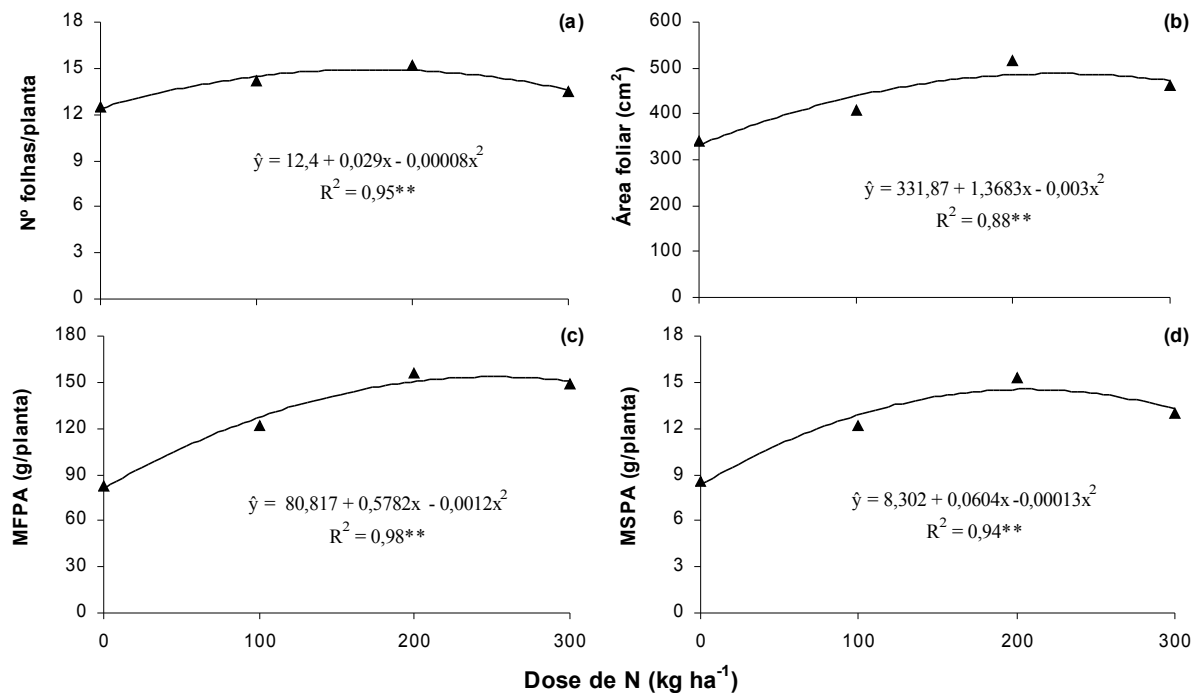 (a)
18
15
12
9
6
3
0
Nº folhas/planta
ŷ = 12,4 + 0,029x - 0,00008x²
R² = 0,95**
(b)
600
500
400
300
200
100
0
Área foliar (cm²)
ŷ = 331,87 + 1,3683x - 0,003x²
R² = 0,88**
(c)
180
150
120
90
60
30
0
MFPA (g/planta)
ŷ = 80,817 + 0,5782x - 0,0012x²
R² = 0,98**
0 100 200 300
(d)
18
15
12
9
6
3
0
MSPA (g/planta)
ŷ = 8,302 + 0,0604x -0,00013x²
R² = 0,94**
0 100 200 300
Dose de N (kg ha⁻¹)